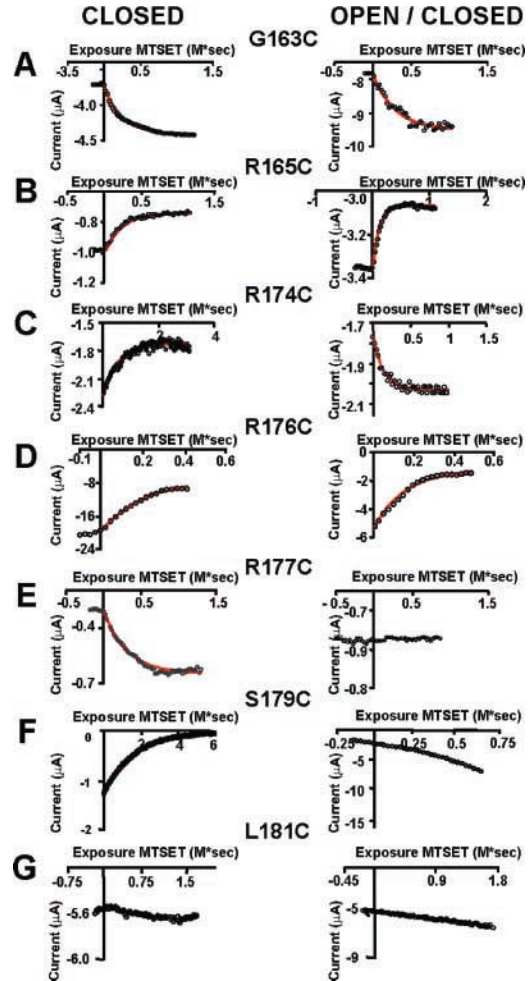 CLOSED OPEN / CLOSED
G163C
A
Exposure MTSET (M*sec)
-3.5 0.5 1.5
-4.0
-4.5
Current (µA)
Exposure MTSET (M*sec)
-0.5 0.5 1.5
-8
-9
-10
Current (µA)
R165C
B
Exposure MTSET (M*sec)
-0.5 0.5 1.5
-0.8
-1.0
-1.2
Current (µA)
Exposure MTSET (M*sec)
-1 1 2
-3.0
-3.4
Current (µA)
R174C
C
Exposure MTSET (M*sec)
-1.5 2 4
-1.8
-2.1
-2.4
Current (µA)
Exposure MTSET (M*sec)
-1.7 0.5 1 1.5
-1.9
-2.1
Current (µA)
R176C
D
Exposure MTSET (M*sec)
-0.1 0.2 0.4 0.6
-8
-16
-24
Current (µA)
Exposure MTSET (M*sec)
0 0.2 0.4 0.6
-2
-4
-6
Current (µA)
R177C
E
Exposure MTSET (M*sec)
-0.5 0.5 1.5
-0.4
-0.7
Current (µA)
Exposure MTSET (M*sec)
-0.5 0.5 1.5
-0.7
-0.9
-0.8
Current (µA)
S179C
F
Exposure MTSET (M*sec)
0 2 4 6
-1
-2
Current (µA)
Exposure MTSET (M*sec)
-0.25 0.25 0.5 0.75
-5
-10
-15
Current (µA)
L181C
G
Exposure MTSET (M*sec)
-0.75 0.75 1.5
-5.6
-6.0
Current (µA)
Exposure MTSET (M*sec)
-0.45 0.9 1.8
-5
-9
Current (µA)